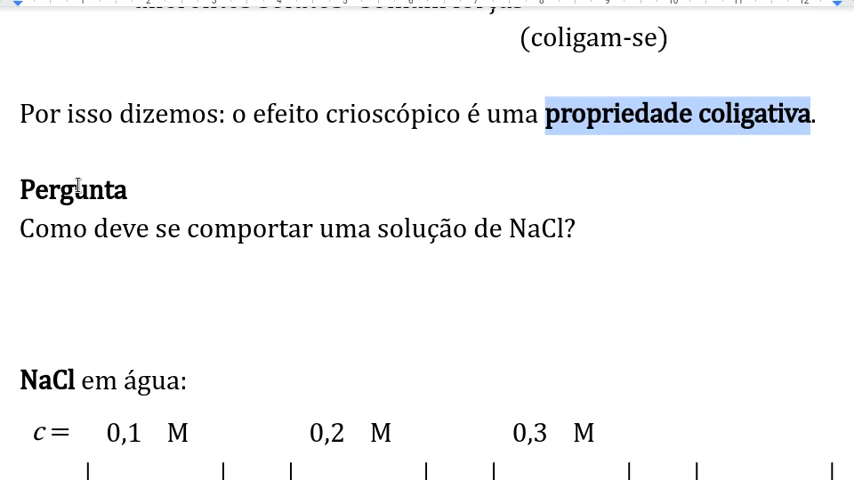 (coligam-se)
Por isso dizemos: o efeito crioscópico é uma propriedade coligativa.
Pergunta
Como deve se comportar uma solução de NaCl?
NaCl em água:
c = 0,1 M 0,2 M 0,3 M